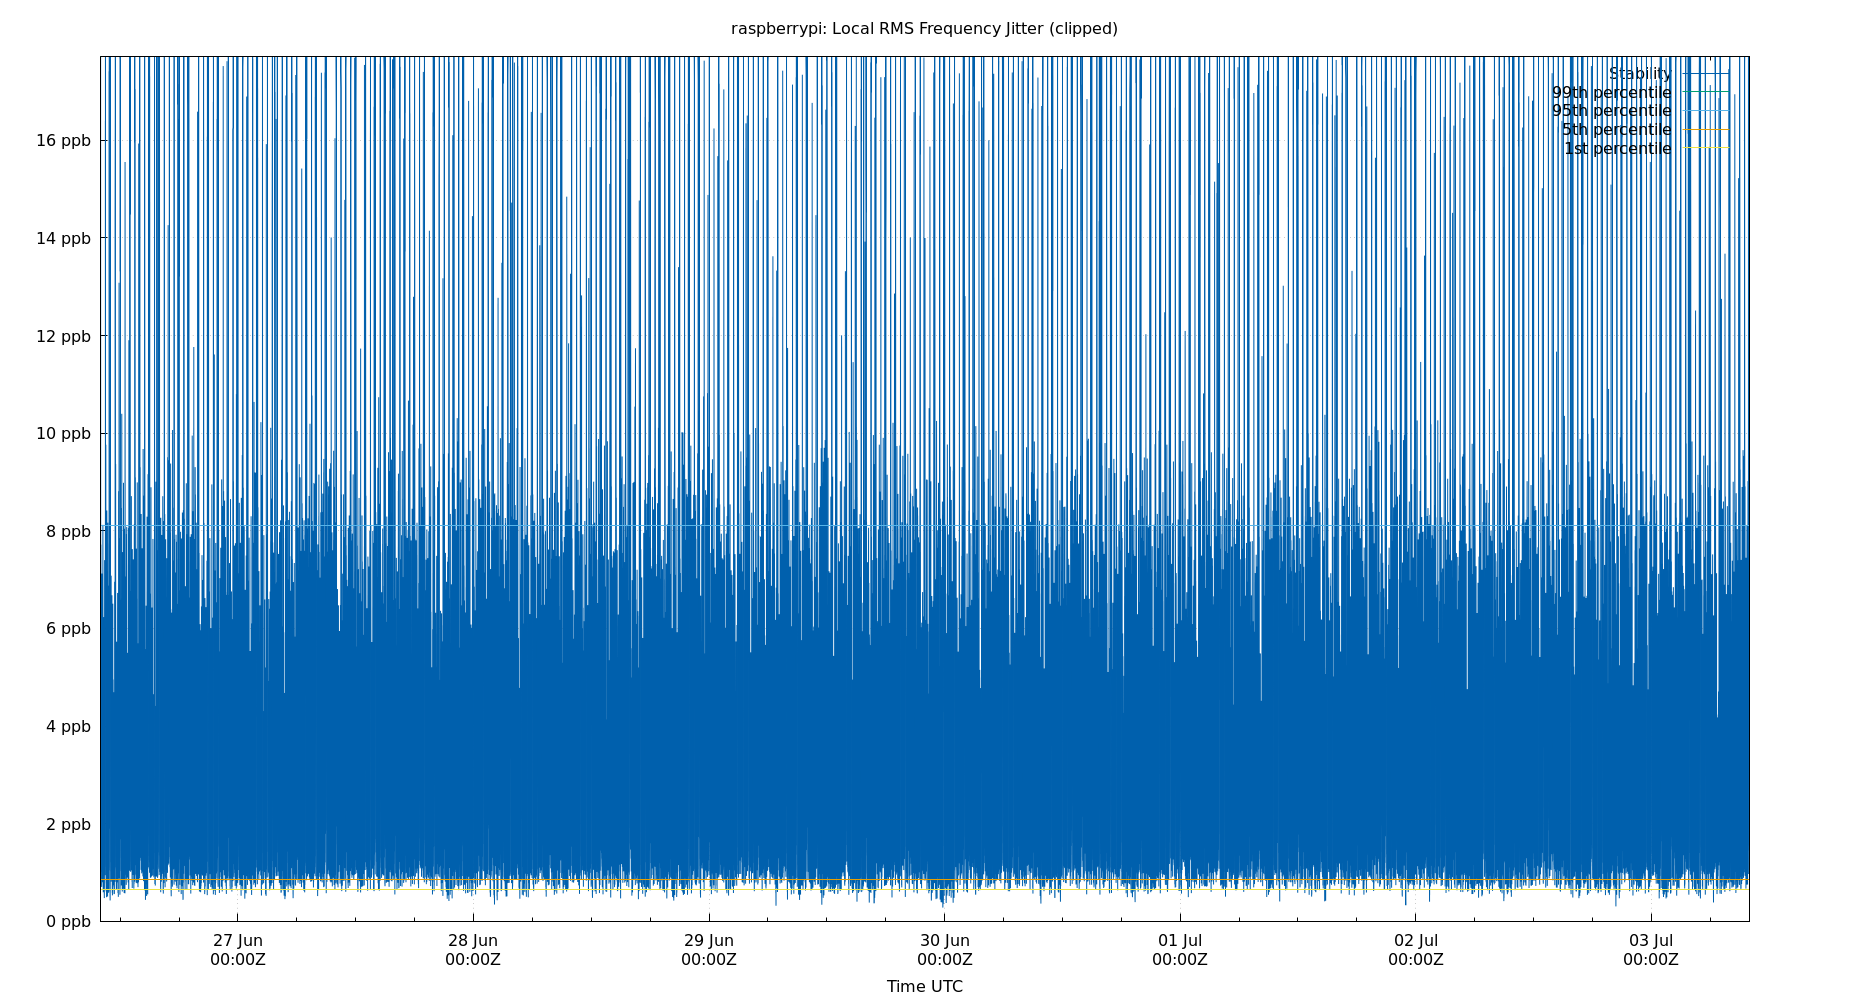 raspberrypi: Local RMS Frequency Jitter (clipped)
Stability
99th percentile
95th percentile
5th percentile
1st percentile
16 ppb
14 ppb
12 ppb
10 ppb
8 ppb
6 ppb
4 ppb
2 ppb
0 ppb
27 Jun 28 Jun 29 Jun 30 Jun 01 Jul 02 Jul 03 Jul
00:00Z 00:00Z 00:00Z 00:00Z 00:00Z 00:00Z 00:00Z
Time UTC